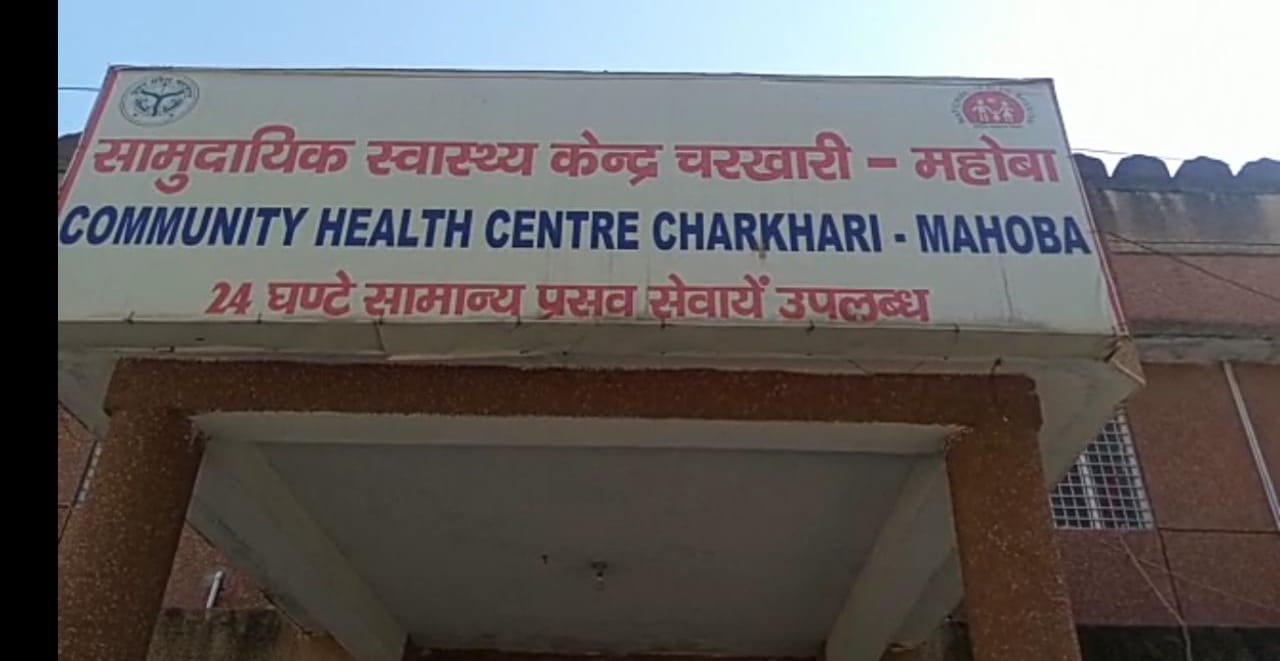 सामुदायिक स्वास्थ्य केन्द्र चरखारी - महोबा
COMMUNITY HEALTH CENTRE CHARKHARI - MAHOBA
24 घण्टे सामान्य प्रसव सेवायें उपलब्ध